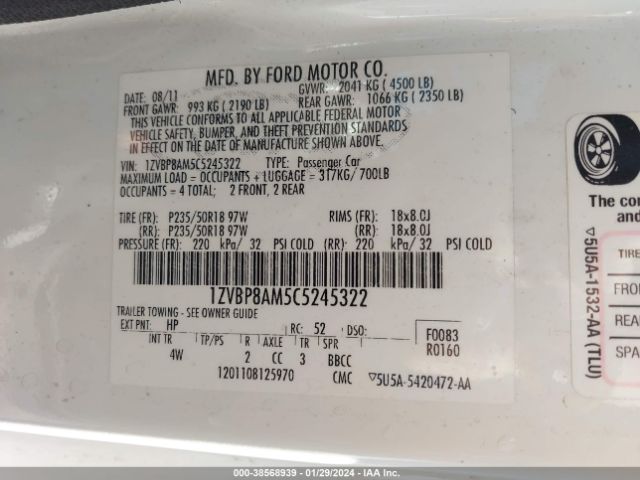 MFD. BY FORD MOTOR CO.
DATE: 08/11 GVWR: 2041 KG ( 4500 LB)
FRONT GAWR: 993 KG ( 2190 LB) REAR GAWR: 1066 KG ( 2350 LB)
THIS VEHICLE CONFORMS TO ALL APPLICABLE FEDERAL MOTOR
VEHICLE SAFETY, BUMPER, AND THEFT PREVENTION STANDARDS
IN EFFECT ON THE DATE OF MANUFACTURE SHOWN ABOVE.
VIN: 1ZVBP8AM5C5245322 TYPE: Passenger Car
MAXIMUM LOAD = OCCUPANTS + LUGGAGE = 317KG/ 700LB
OCCUPANTS = 4 TOTAL; 2 FRONT, 2 REAR
TIRE (FR): P235/50R18 97W RIMS (FR): 18x8.0J
(RR): P235/50R18 97W (RR): 18x8.0J
PRESSURE (FR): 220 kPa/ 32 PSI COLD (RR): 220 kPa/ 32 PSI COLD
1ZVBP8AM5C5245322
TRAILER TOWING - SEE OWNER GUIDE
EXT PNT: HP RC: 52 DSO: F0083
INT TR TP/PS R AXLE TR SPR R0160
4W 2 CC 3 BBCC
1201108125970 CMC ▽5U5A-5420472-AA
The co
and
▽5U5A-1532-AA (TLU)
TIRE
FRO
REA
SPA
000-38568939 - 01/29/2024 - IAA Inc.